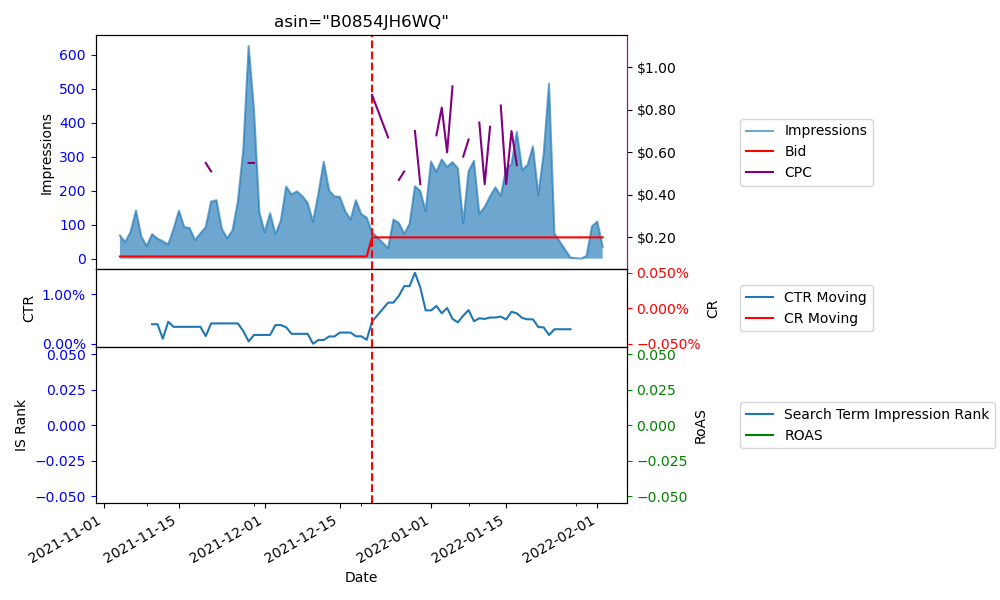 asin="B0854JH6WQ"
Impressions
600
500
400
300
200
100
0
$1.00
$0.80
$0.60
$0.40
$0.20
Impressions
Bid
CPC
CTR
1.00%
0.00%
0.050%
0.000%
−0.050%
CR
CTR Moving
CR Moving
IS Rank
0.050
0.025
0.000
−0.025
−0.050
0.050
0.025
0.000
−0.025
−0.050
RoAS
Search Term Impression Rank
ROAS
2021-11-01
2021-11-15
2021-12-01
2021-12-15
2022-01-01
2022-01-15
2022-02-01
Date